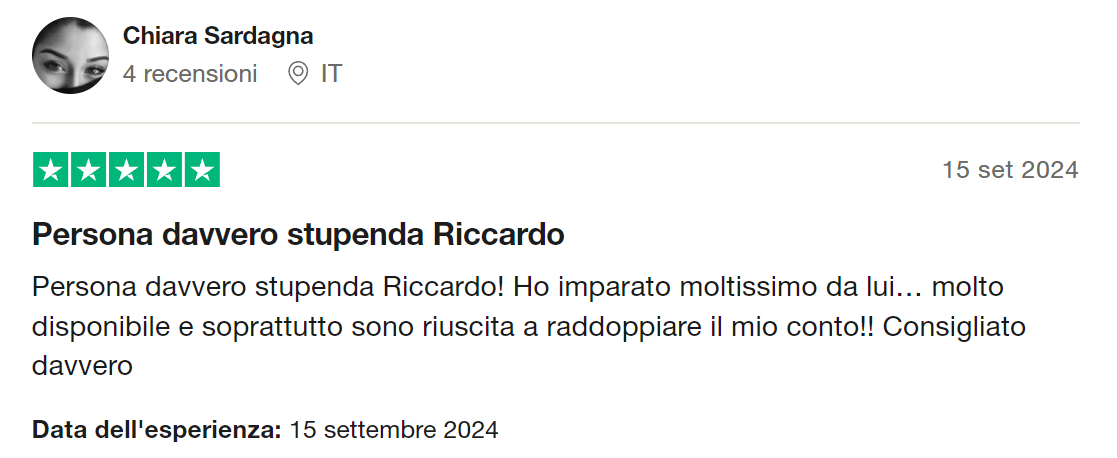 Chiara Sardagna
4 recensioni IT
15 set 2024
Persona davvero stupenda Riccardo
Persona davvero stupenda Riccardo! Ho imparato moltissimo da lui… molto
disponibile e soprattutto sono riuscita a raddoppiare il mio conto!! Consigliato
davvero
Data dell'esperienza: 15 settembre 2024